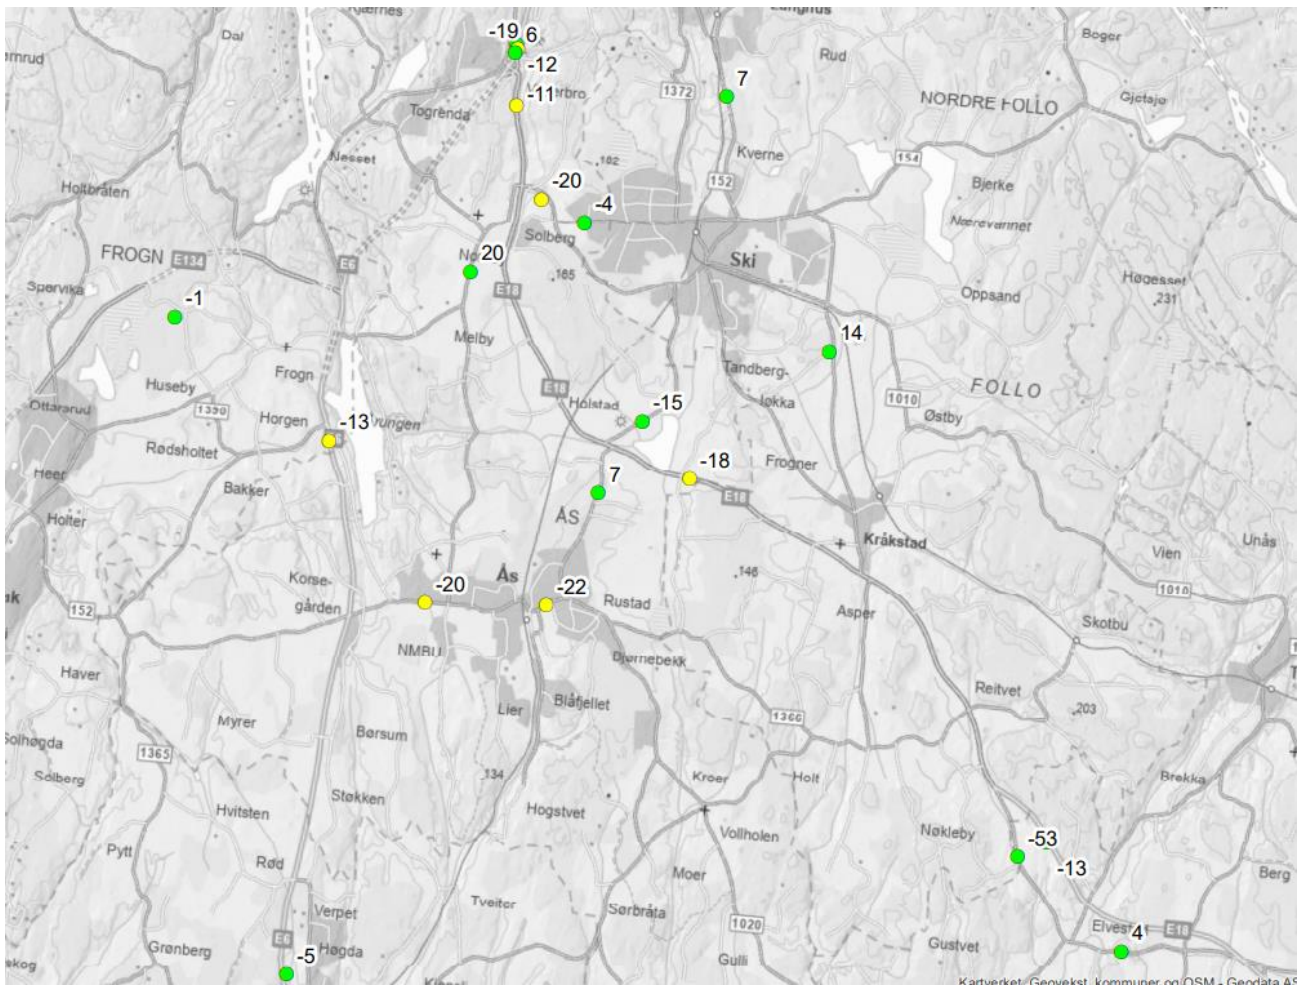 Dal
-19
6
-12
Rud
Boger
7
1372
-11
Togrenda
NORDRE FOLLO
Gjetsjø
Nesset
182
Kverne
154
Holtbråten
152
Bjerke
-20
-4
Nærevannet
Solberg
FROGN
E134
E6
20
165
Ski
Høgesset
E18
231
Spervika
-1
Oppsand
Melby
14
Frogn
Tandberg-
løkka
FOLLO
Huseby
E18
Holstad
1390
Horgen
-15
1010
Østby
-13
Rødsholtet
Heer
Frogner
-18
Bakker
7
E18
Holter
ÅS
Kråkstad
Unås
Vien
Korse-
gården
Ås
-20
-22
146
1010
152
Rustad
Asper
Skotbu
NMBU
Djørnebekk
Haver
Reitvet
Blåfjellet
Lier
203
Myrer
1366
Solhøgda
Børsum
1365
Solberg
134
Kroer
Holt
Brekka
Støkken
Hvitsten
Hogstvet
Vollholen
Nøkleby
-53
Pytt
-13
Rød
Moer
Berg
Tveiter
Verpet
Sørbråta
1020
4
E18
E6
Høgda
Grønberg
-5
Gustvet
Gulli
Kartverket, Geovekst, kommuner og OSM - Geodata AS